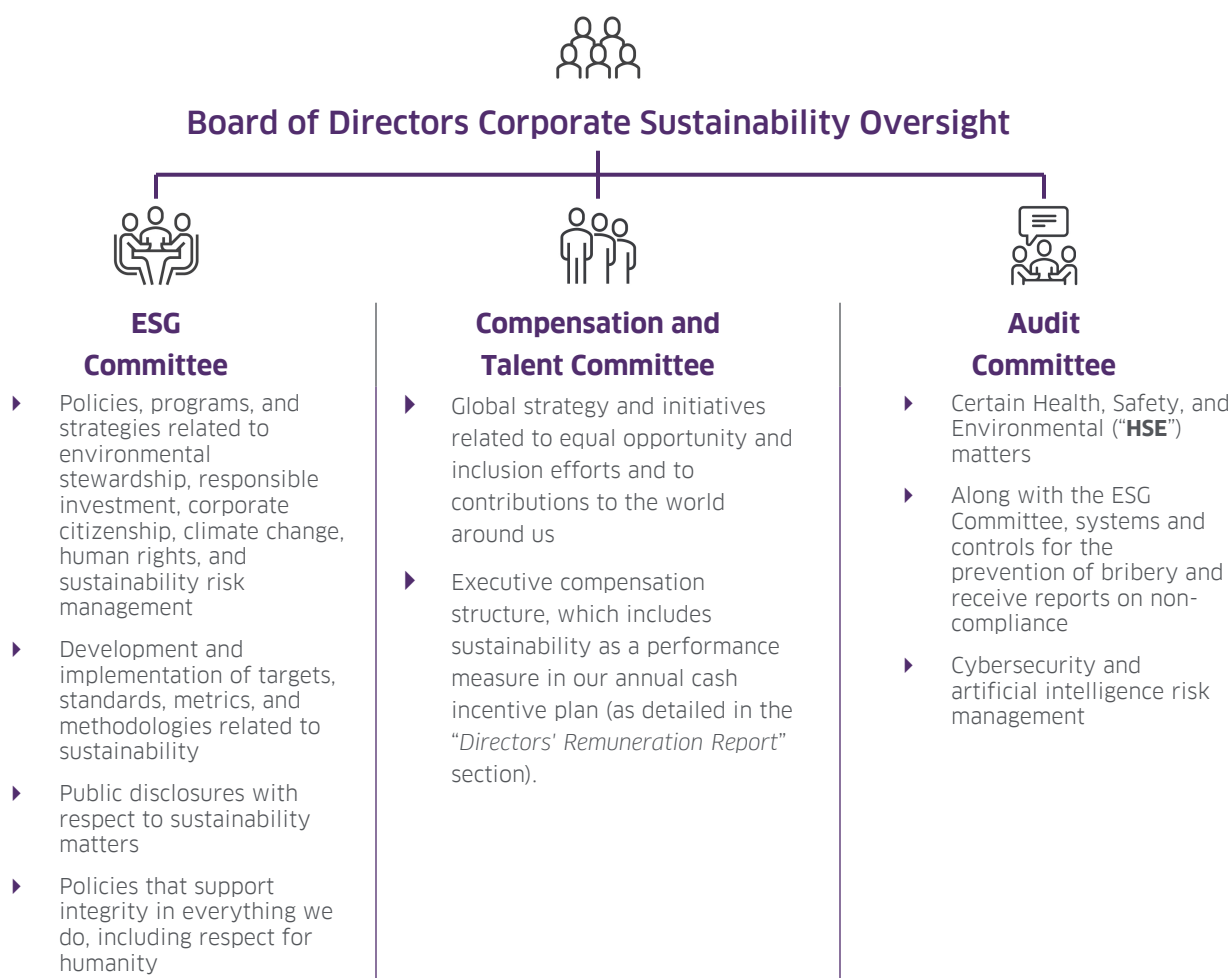 Board of Directors Corporate Sustainability Oversight
ESG
Committee
▸ Policies, programs, and
strategies related to
environmental
stewardship, responsible
investment, corporate
citizenship, climate change,
human rights, and
sustainability risk
management
▸ Development and
implementation of targets,
standards, metrics, and
methodologies related to
sustainability
▸ Public disclosures with
respect to sustainability
matters
▸ Policies that support
integrity in everything we
do, including respect for
humanity
Compensation and
Talent Committee
▸ Global strategy and initiatives
related to equal opportunity and
inclusion efforts and to
contributions to the world
around us
▸ Executive compensation
structure, which includes
sustainability as a performance
measure in our annual cash
incentive plan (as detailed in the
“Directors' Remuneration Report”
section).
Audit
Committee
▸ Certain Health, Safety, and
Environmental (“HSE”)
matters
▸ Along with the ESG
Committee, systems and
controls for the
prevention of bribery and
receive reports on non-
compliance
▸ Cybersecurity and
artificial intelligence risk
management